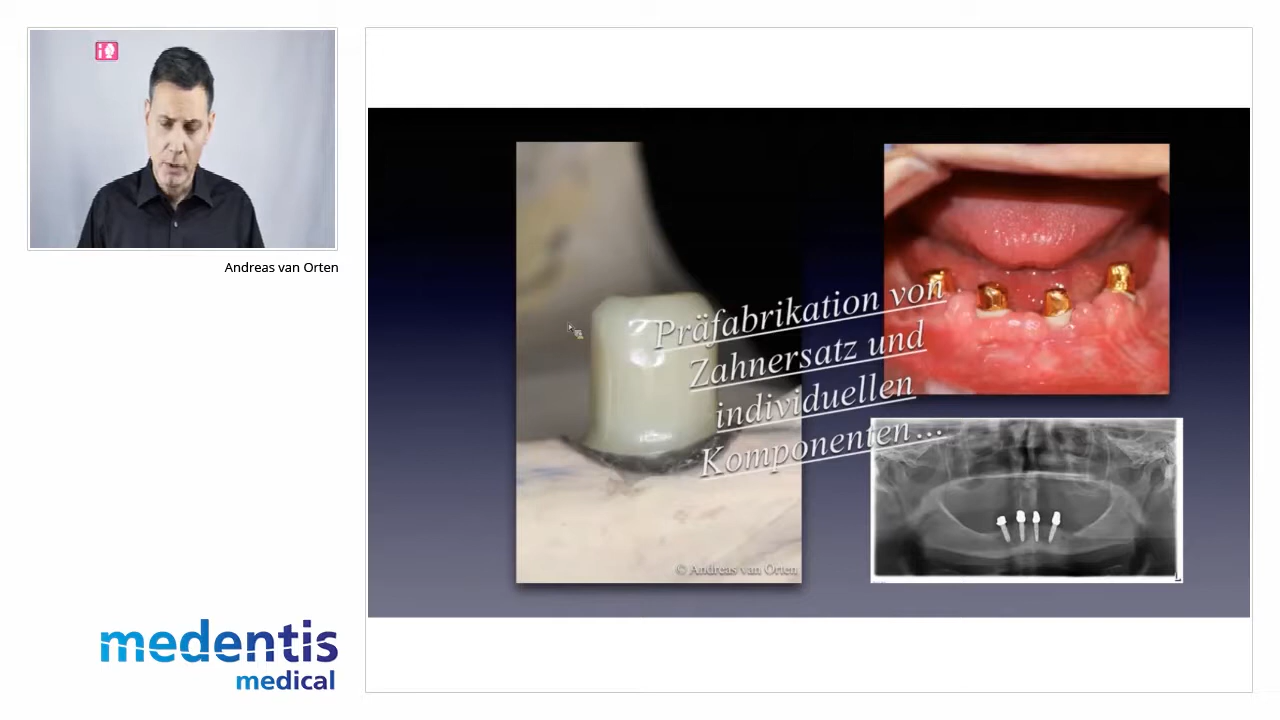 Andreas van Orten
medentis
medical
Präfabrikation von
Zahnersatz und
individuellen
Komponenten...
© Andreas van Orten